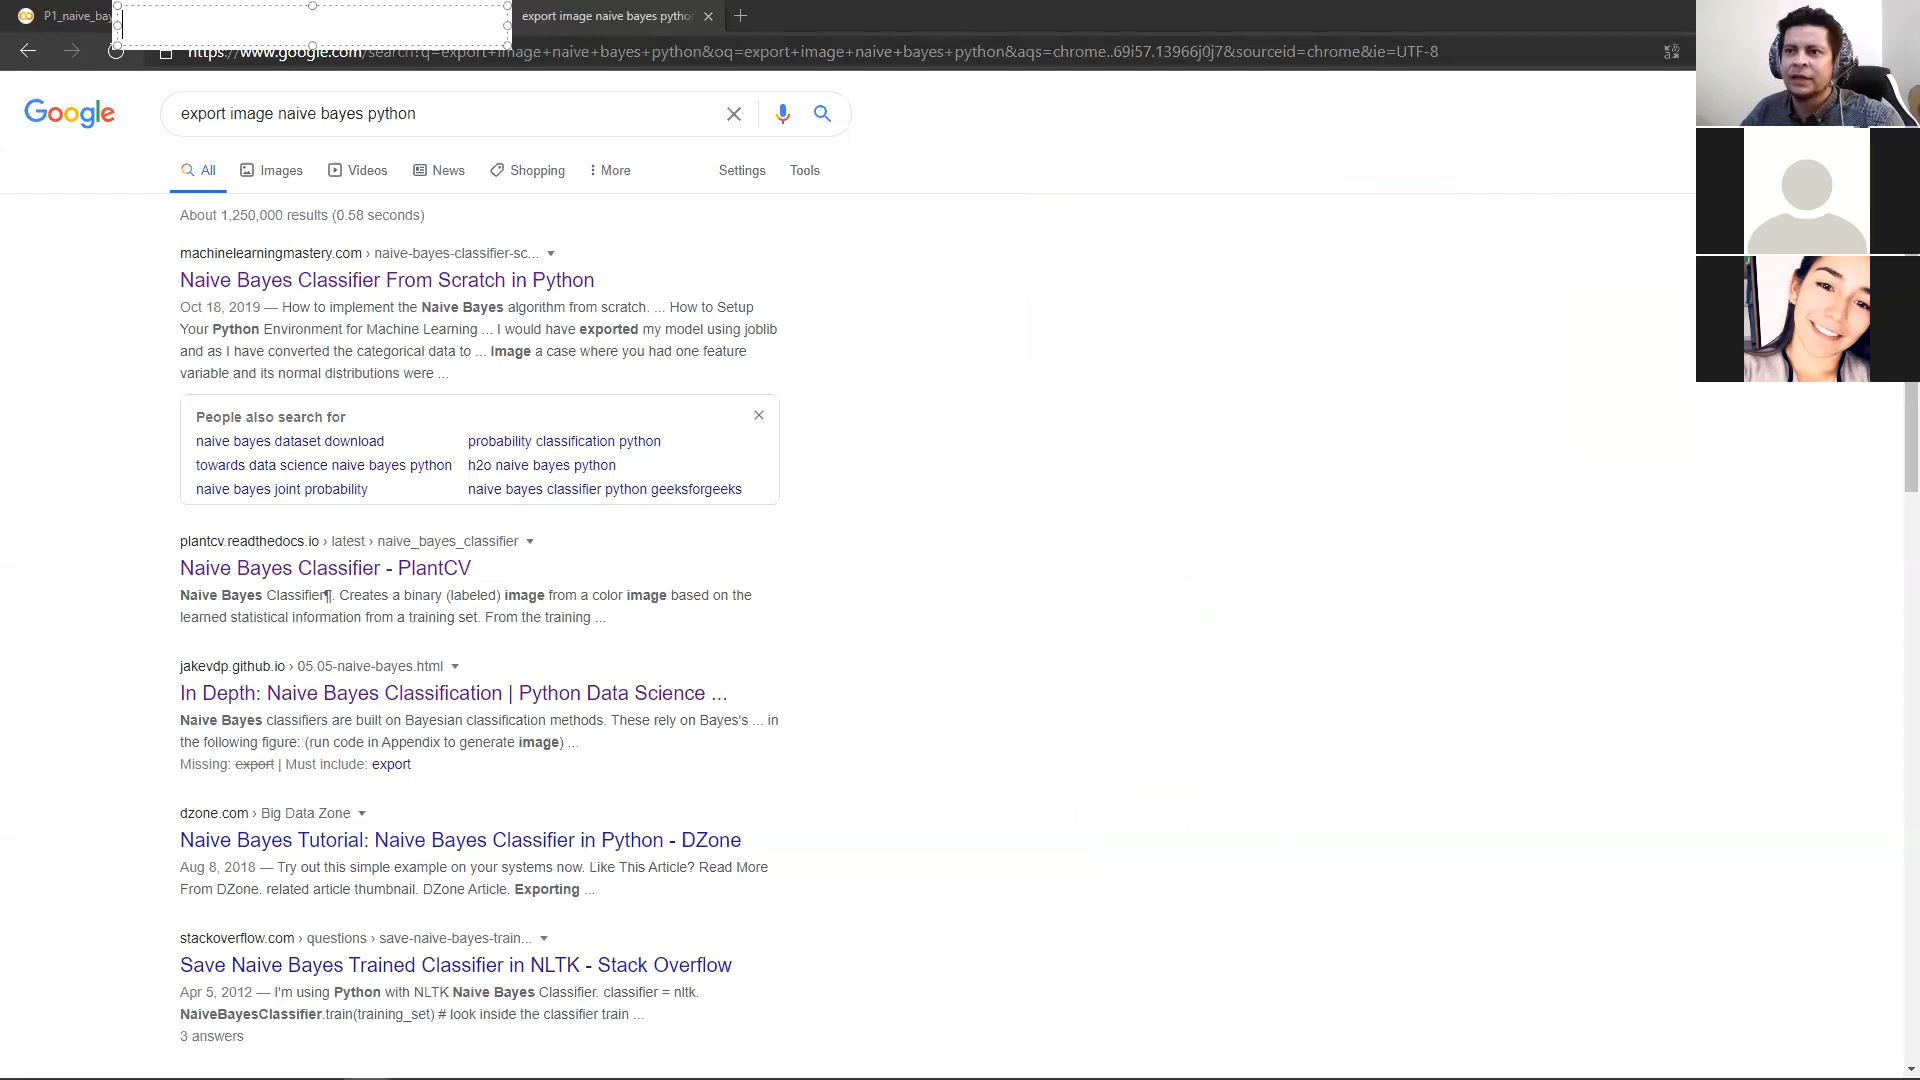 P1_naive_bay
export image naive bayes pytho
https://www.google.com/search?q=export+image+naive+bayes+python&oq=export+image+naive+bayes+python&aqs=chrome..69i57.13966j0j7&sourceid=chrome&ie=UTF-8
Google
export image naive bayes python
All
Images
Videos
News
Shopping
More
Settings
Tools
About 1,250,000 results (0.58 seconds)
machinelearningmastery.com › naive-bayes-classifier-sc...
Naive Bayes Classifier From Scratch in Python
Oct 18, 2019 — How to implement the Naive Bayes algorithm from scratch. ... How to Setup
Your Python Environment for Machine Learning ... I would have exported my model using joblib
and as I have converted the categorical data to ... Image a case where you had one feature
variable and its normal distributions were ...
People also search for
naive bayes dataset download
probability classification python
towards data science naive bayes python
h2o naive bayes python
naive bayes joint probability
naive bayes classifier python geeksforgeeks
plantcv.readthedocs.io › latest › naive_bayes_classifier
Naive Bayes Classifier - PlantCV
Naive Bayes Classifier¶. Creates a binary (labeled) image from a color image based on the
learned statistical information from a training set. From the training ...
jakevdp.github.io › 05.05-naive-bayes.html
In Depth: Naive Bayes Classification | Python Data Science ...
Naive Bayes classifiers are built on Bayesian classification methods. These rely on Bayes's ... in
the following figure: (run code in Appendix to generate image) ...
Missing: export | Must include: export
dzone.com › Big Data Zone
Naive Bayes Tutorial: Naive Bayes Classifier in Python - DZone
Aug 8, 2018 — Try out this simple example on your systems now. Like This Article? Read More
From DZone. related article thumbnail. DZone Article. Exporting ...
stackoverflow.com › questions › save-naive-bayes-train...
Save Naive Bayes Trained Classifier in NLTK - Stack Overflow
Apr 5, 2012 — I'm using Python with NLTK Naive Bayes Classifier. classifier = nltk.
NaiveBayesClassifier.train(training_set) # look inside the classifier train ...
3 answers